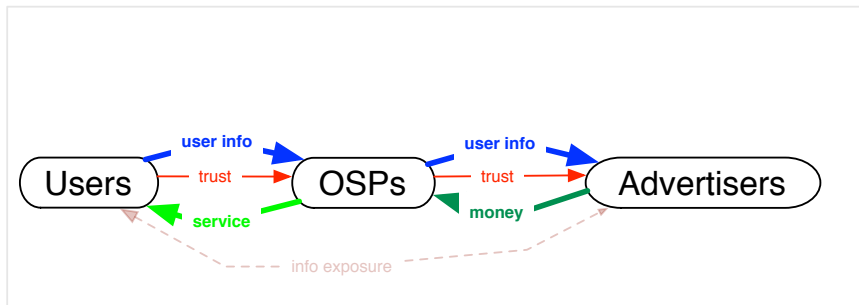 user info
user info
Users
trust
OSPs
trust
Advertisers
service
money
info exposure